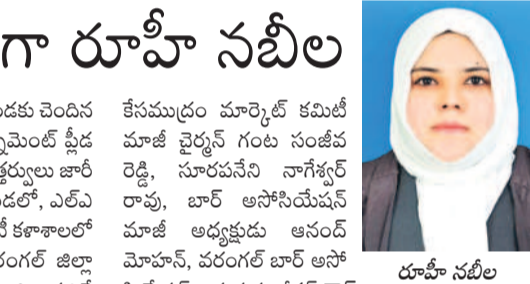 గా రూహీ నబీల
డకు చెందిన
్నమెంట్ ప్లీడ
త్తర్వులు జారీ
డలో, ఎల్ఎ
టీ కళాశాలలో
రంగల్ జిల్లా
కేసముద్రం మార్కెట్ కమిటీ
మాజీ చైర్మన్ గంట సంజీవ
రెడ్డి, సూరపనేని నాగేశ్వర్
రావు, బార్ అసోసియేషన్
మాజీ అధ్యక్షుడు ఆనంద్
మోహన్, వరంగల్ బార్ అసో
రూహీ నబీల